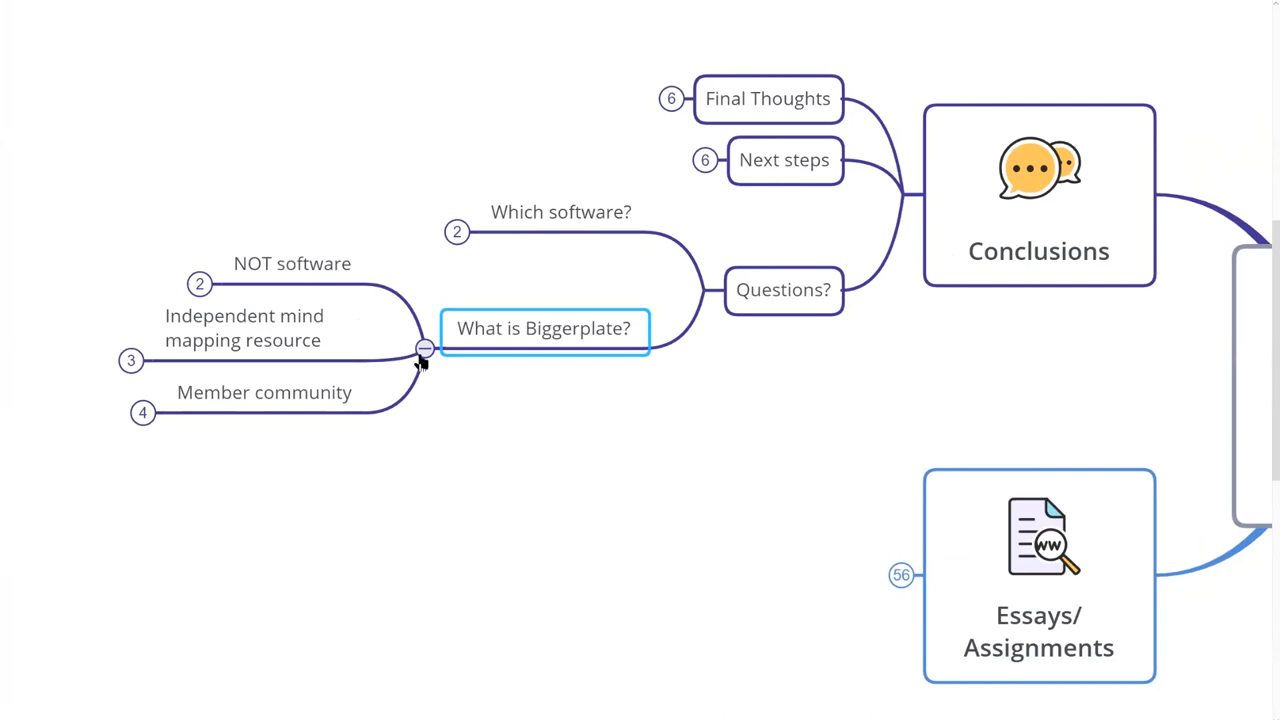 6
Final Thoughts
6
Next steps
Which software?
2
Conclusions
NOT software
2
Questions?
Independent mind
mapping resource
3
What is Biggerplate?
Member community
4
WW
56
Essays/
Assignments